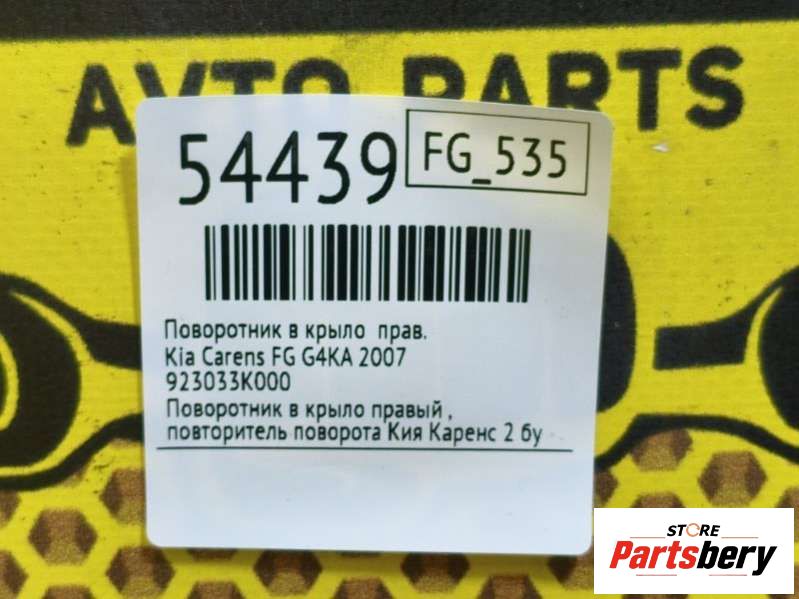 AVTO PARTS
54439
FG_535
Поворотник в крыло прав.
Kia Carens FG G4KA 2007
923033K000
Поворотник в крыло правый ,
повторитель поворота Кия Каренс 2 бу
STORE
Partsbery